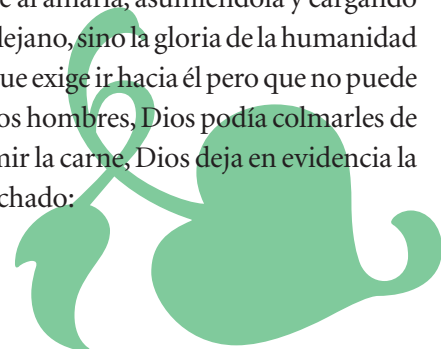 al amarla, asumiéndola y cargando
lejano, sino la gloria de la humanidad
ue exige ir hacia él pero que no puede
os hombres, Dios podía colmarles de
mir la carne, Dios deja en evidencia la
chado: